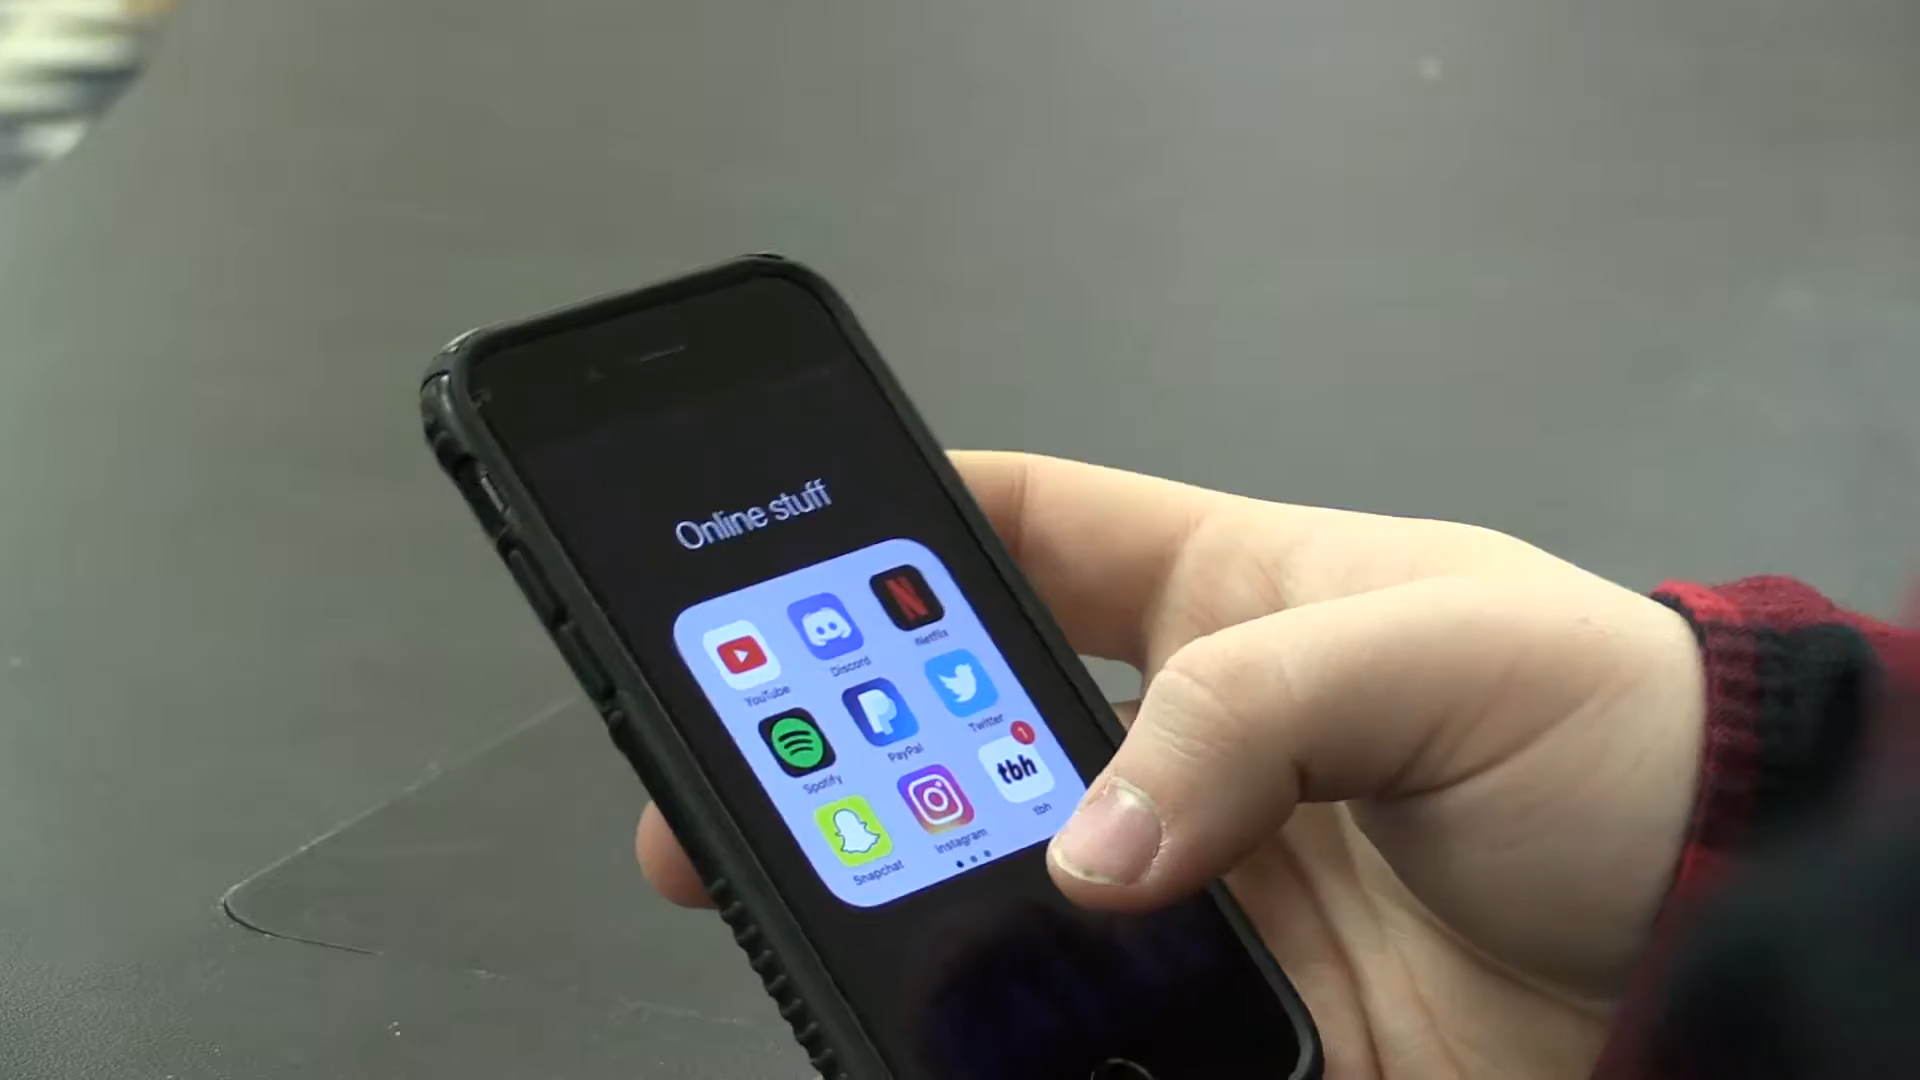 Online stuff
YouTube
Discord
N
Netflix
Spotify
P
PayPal
Twitter
Snapchat
Instagram
1
tbh
tbh